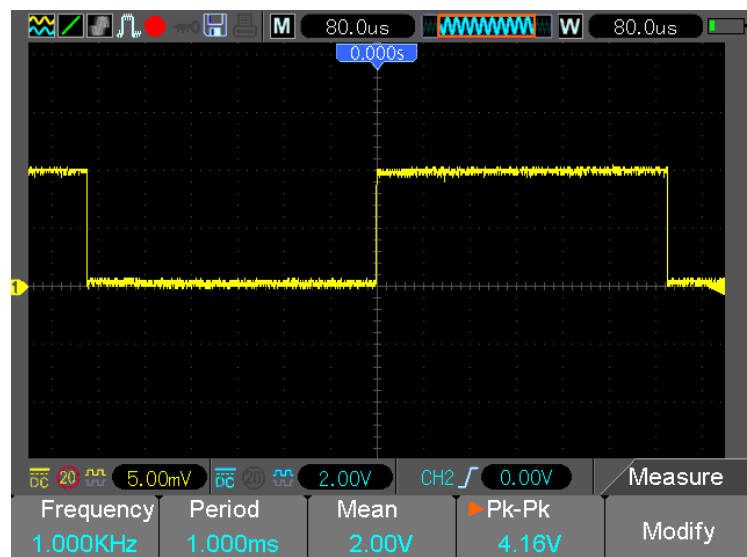 M 80.0us W 80.0us
0.000s
1
DC 20 5.00mV DC 20 2.00V CH2 0.00V Measure
Frequency Period Mean Pk-Pk
1.000KHz 1.000ms 2.00V 4.16V Modify